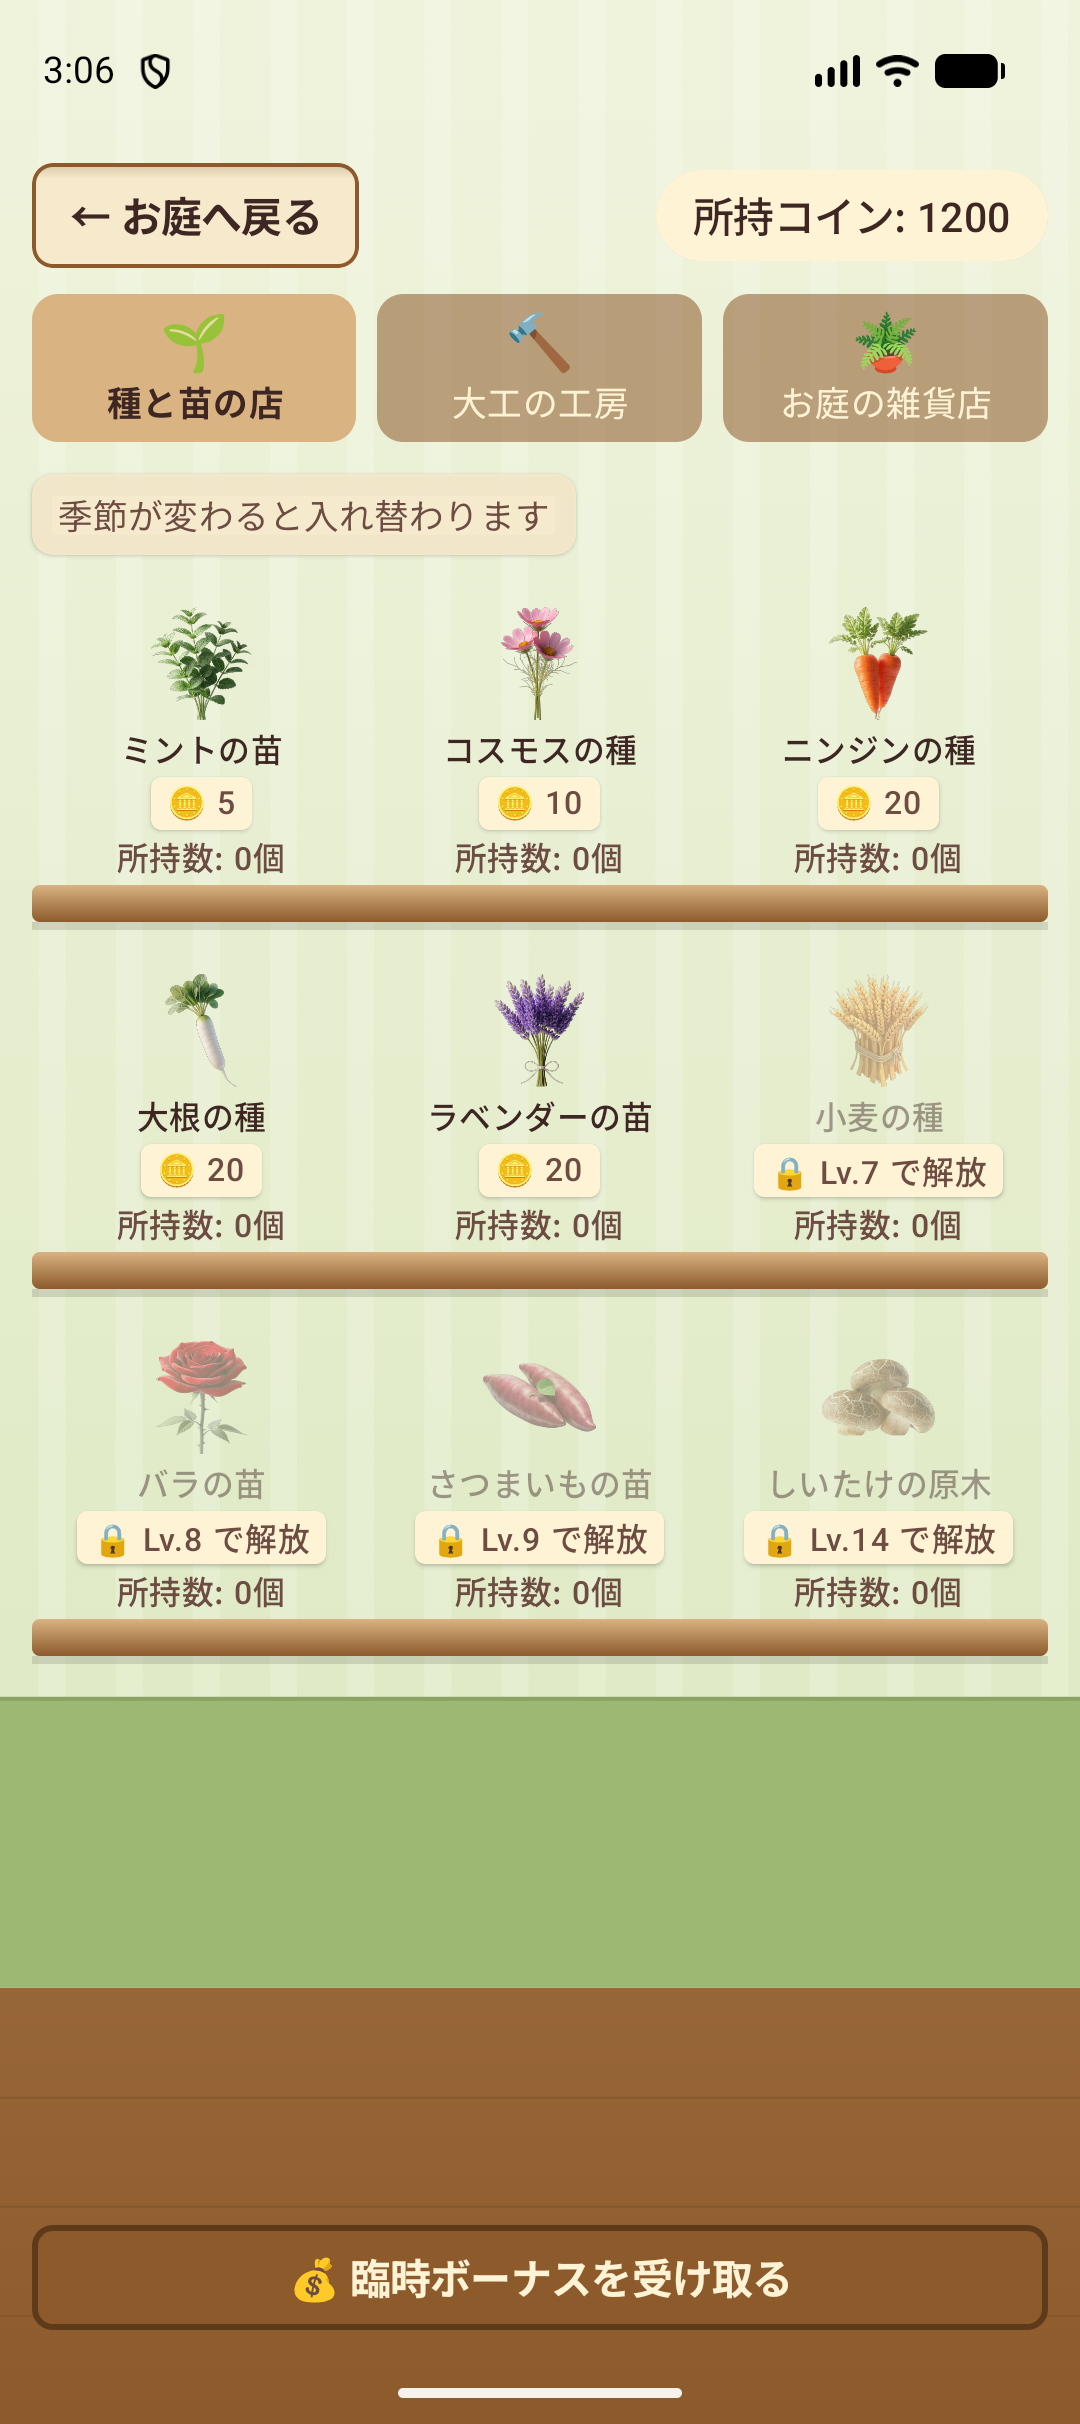 3:06
← お庭へ戻る
所持コイン: 1200
種と苗の店
大工の工房
お庭の雑貨店
季節が変わると入れ替わります
ミントの苗
コスモスの種
ニンジンの種
5
10
20
所持数: 0個
所持数: 0個
所持数: 0個
大根の種
ラベンダーの苗
小麦の種
20
20
Lv.7 で解放
所持数: 0個
所持数: 0個
所持数: 0個
バラの苗
さつまいもの苗
しいたけの原木
Lv.8 で解放
Lv.9 で解放
Lv.14 で解放
所持数: 0個
所持数: 0個
所持数: 0個
臨時ボーナスを受け取る